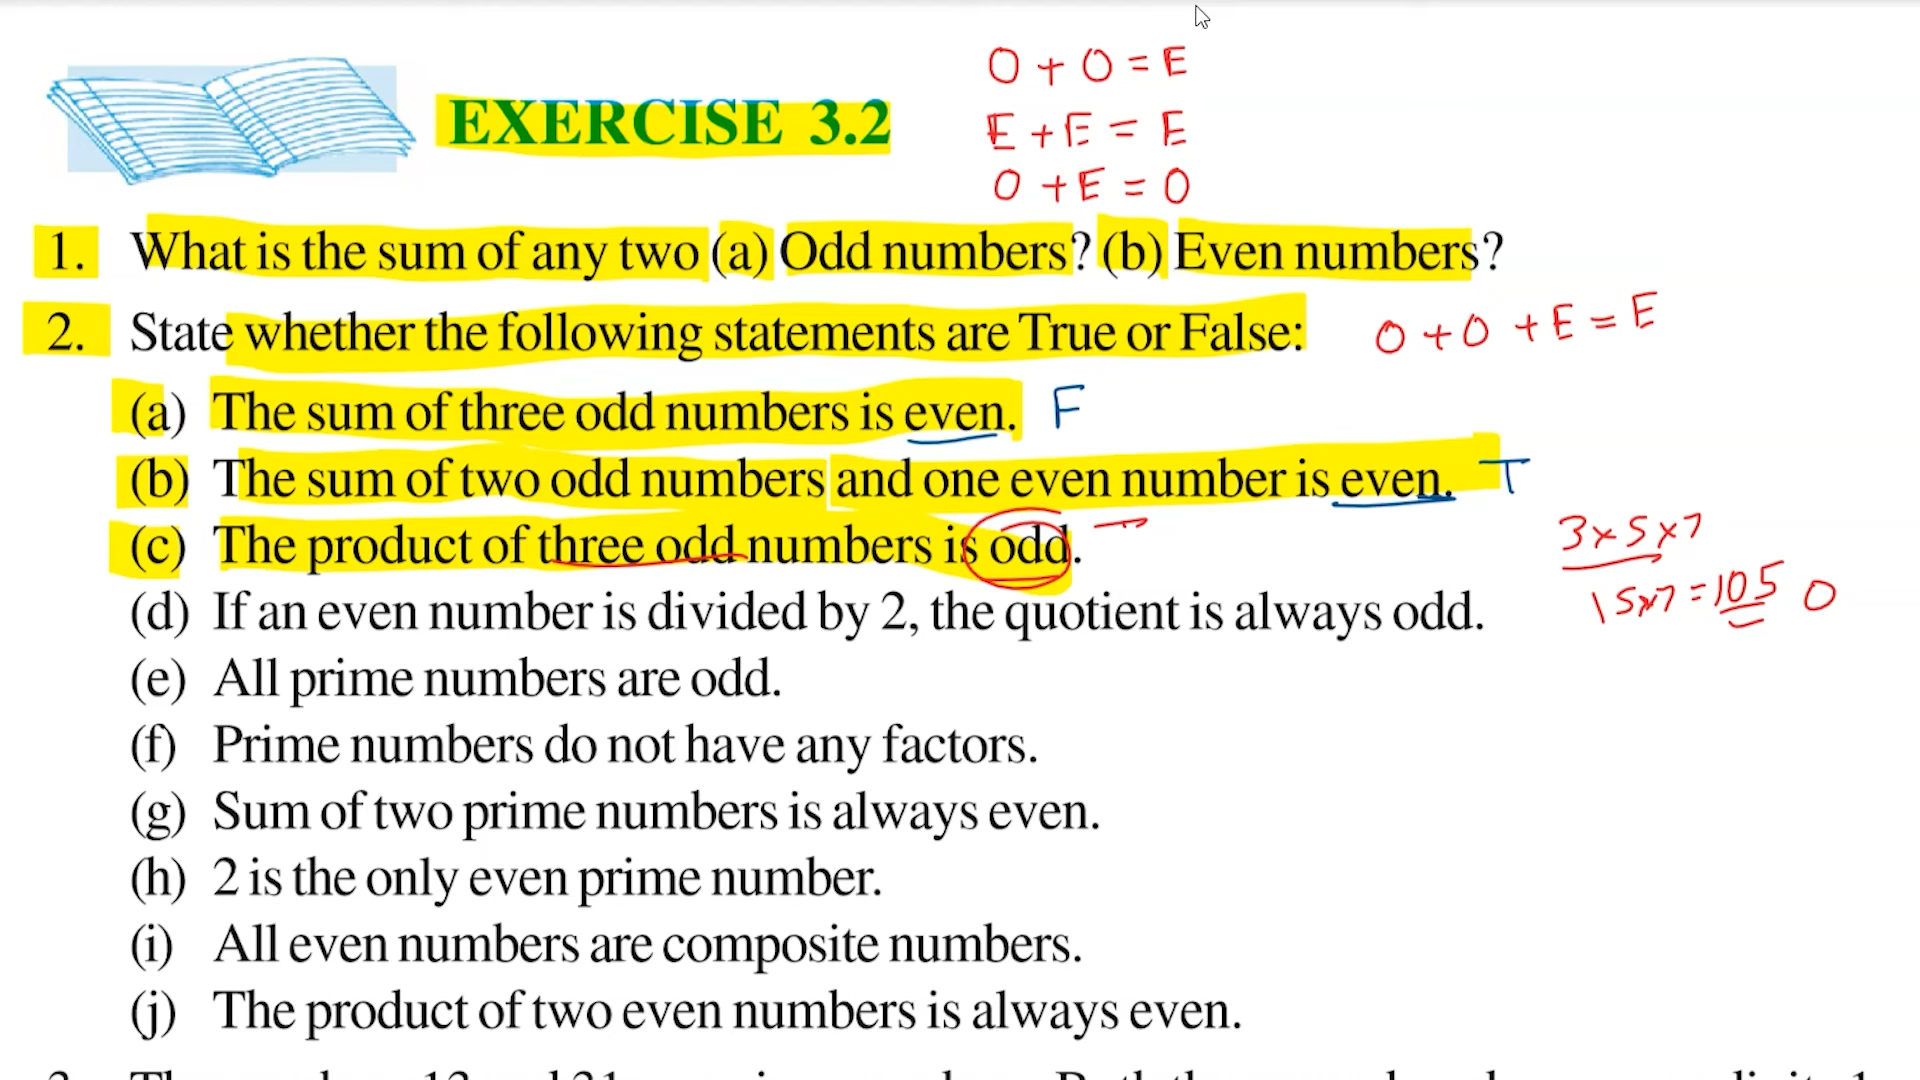 O + O = E
EXERCISE 3.2
E + E = E
O + E = O
1. What is the sum of any two (a) Odd numbers? (b) Even numbers?
2. State whether the following statements are True or False: O + O + E = E
(a) The sum of three odd numbers is even. F
(b) The sum of two odd numbers and one even number is even. T
(c) The product of three odd numbers is odd.
3x5x7
15x7=105 O
(d) If an even number is divided by 2, the quotient is always odd.
(e) All prime numbers are odd.
(f) Prime numbers do not have any factors.
(g) Sum of two prime numbers is always even.
(h) 2 is the only even prime number.
(i) All even numbers are composite numbers.
(j) The product of two even numbers is always even.